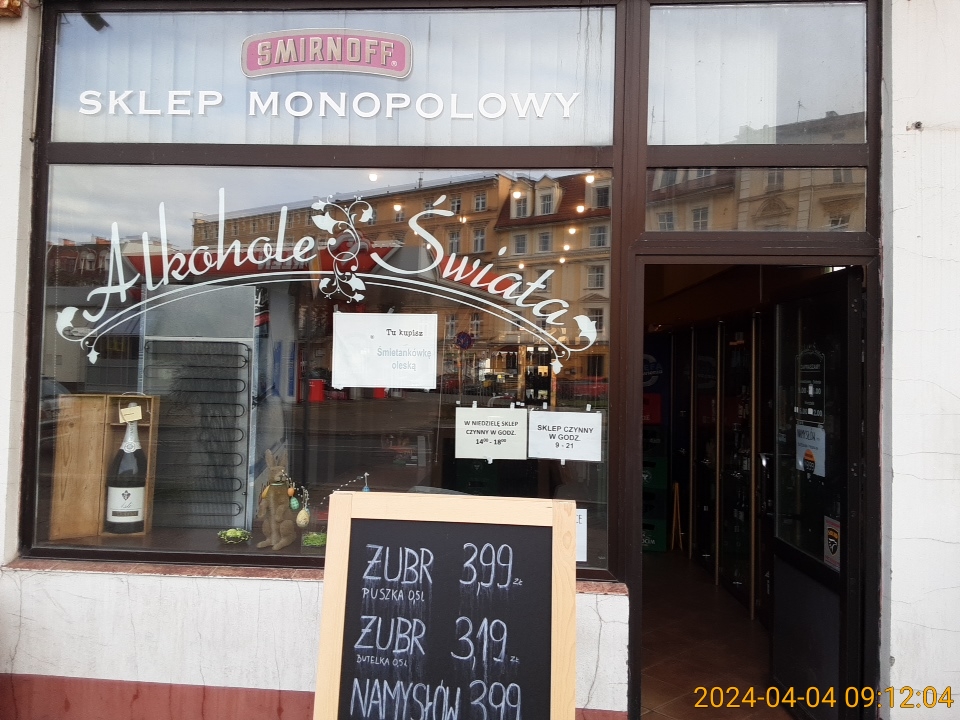 SMIRNOFF
SKLEP MONOPOLOWY
Alkohole Świata
Tu kupisz
Śmietankówkę
oleską
W NIEDZIELĘ SKLEP
CZYNNY W GODZ.
14⁰⁰ - 18⁰⁰
SKLEP CZYNNY
W GODZ.
9 - 21
ŻUBR 3,99 zł
PUSZKA 0,5l
ŻUBR 3,19 zł
BUTELKA 0,5l
NAMYSŁÓW 3,99
NAMYSŁÓW
2024-04-04 09:12:04